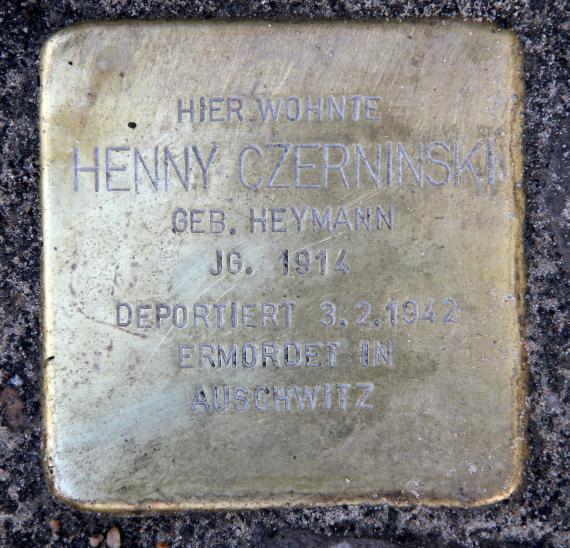 HIER WOHNTE
HENNY CZERNINSKI
GEB. HEYMANN
JG. 1914
DEPORTIERT 3.2.1942
ERMORDET IN
AUSCHWITZ